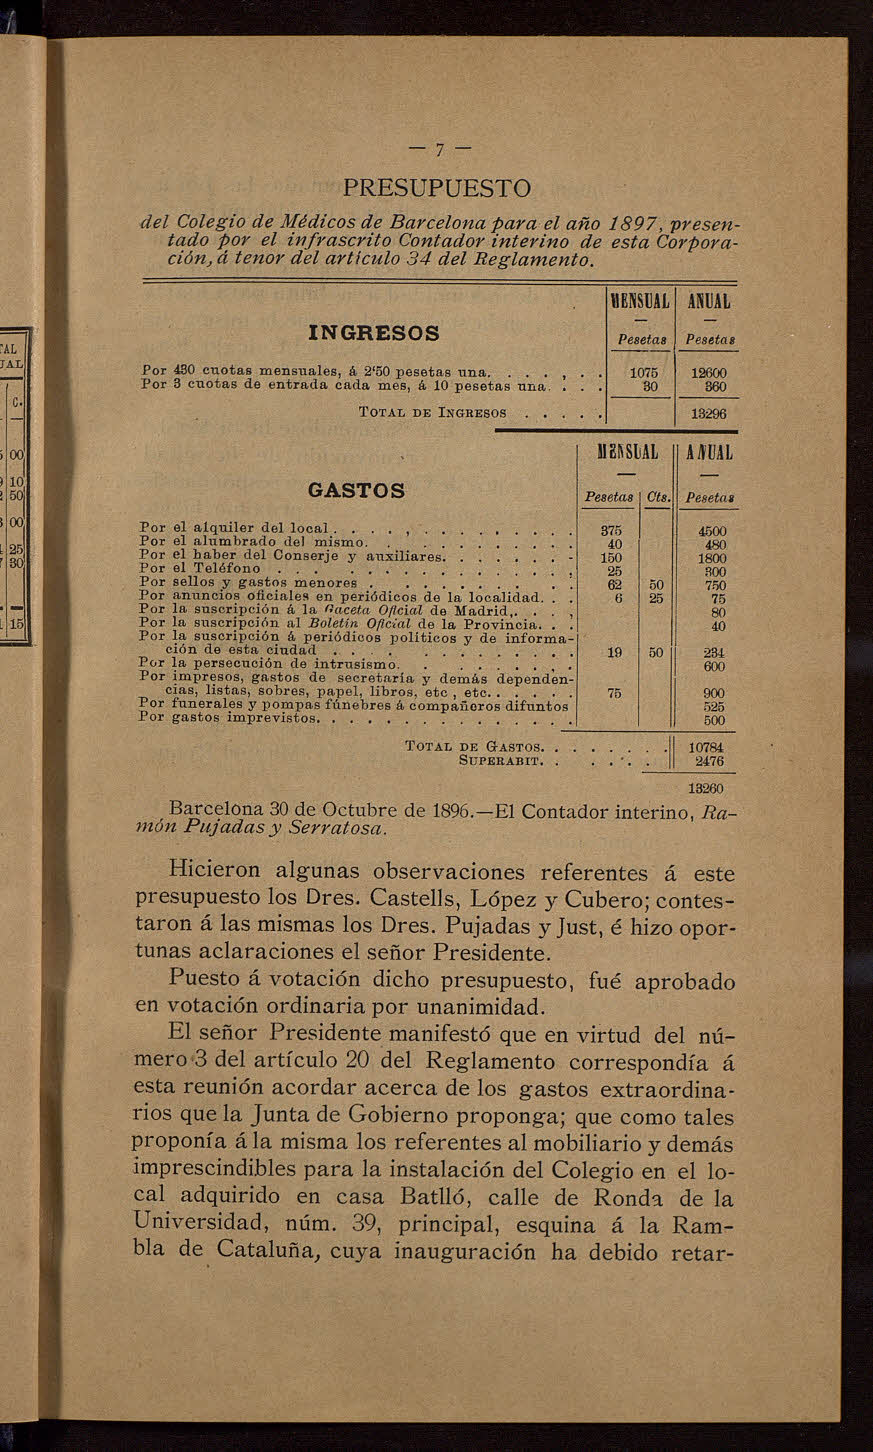 — 7 —
PRESUPUESTO
del Colegio de Médicos de Barcelona para el año 1897, presen-
tado por el infrascrito Contador interino de esta Corpora-
ción, á tenor del artículo 34 del Reglamento.
INGRESOS
MENSUAL ANUAL
— —
Pesetas Pesetas
Por 430 cuotas mensuales, á 2'50 pesetas una. . . . . , . . 1075 12600
Por 3 cuotas de entrada cada mes, á 10 pesetas una. . . . 30 360
TOTAL DE INGRESOS . . . . . 13296
GASTOS
MENSUAL ANUAL
— —
Pesetas Cts. Pesetas
Por el alquiler del local . . . . , . . . . . . . . . 375 4500
Por el alumbrado del mismo. . . . . . . . . . . 40 480
Por el haber del Conserje y auxiliares. . . . . . . - 150 1800
Por el Teléfono . . . . . . . . . . . . . . . , 25 300
Por sellos y gastos menores . . . . . . . . . . 62 50 750
Por anuncios oficiales en periódicos de la localidad. . . 6 25 75
Por la suscripción á la Gaceta Oficial de Madrid,. . . , 80
Por la suscripción al Boletín Oficial de la Provincia. . . 40
Por la suscripción á periódicos políticos y de informa-
ción de esta ciudad . . . . . . . . . . . . . 19 50 234
Por la persecución de intrusismo. . . . . . . . . . 600
Por impresos, gastos de secretaría y demás dependen-
cias, listas, sobres, papel, libros, etc , etc. . . . . . 75 900
Por funerales y pompas fúnebres á compañeros difuntos 525
Por gastos imprevistos. . . . . . . . . . . . . . . 500
TOTAL DE GASTOS. . . . . . . . 10784
SUPERABIT. . . . . . . 2476
13260
Barcelona 30 de Octubre de 1896.—El Contador interino, Ra-
món Pujadas y Serratosa.
Hicieron algunas observaciones referentes á este
presupuesto los Dres. Castells, López y Cubero; contes-
taron á las mismas los Dres. Pujadas y Just, é hizo opor-
tunas aclaraciones el señor Presidente.
Puesto á votación dicho presupuesto, fué aprobado
en votación ordinaria por unanimidad.
El señor Presidente manifestó que en virtud del nú-
mero 3 del artículo 20 del Reglamento correspondía á
esta reunión acordar acerca de los gastos extraordina-
rios que la Junta de Gobierno proponga; que como tales
proponía á la misma los referentes al mobiliario y demás
imprescindibles para la instalación del Colegio en el lo-
cal adquirido en casa Batlló, calle de Ronda de la
Universidad, núm. 39, principal, esquina á la Ram-
bla de Cataluña, cuya inauguración ha debido retar-